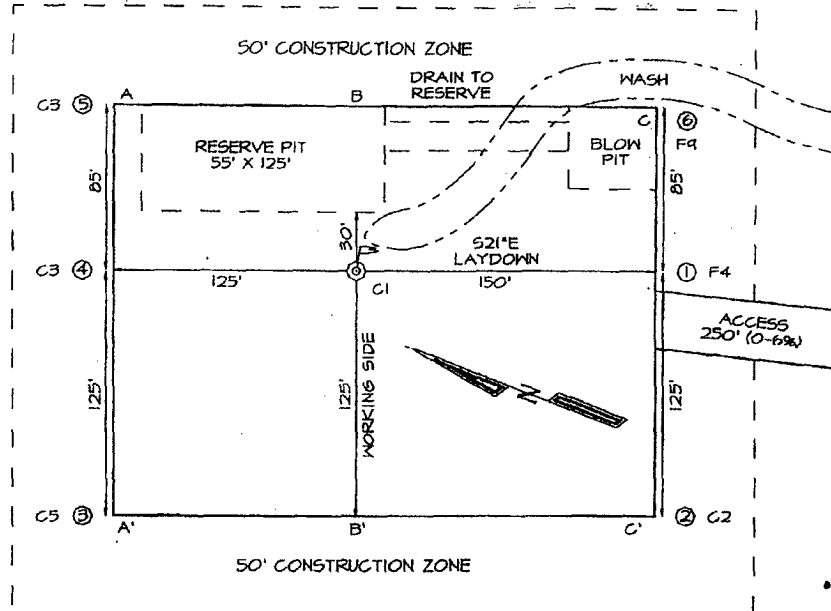 50' CONSTRUCTION ZONE
A
B
DRAIN TO
RESERVE
WASH
C3 ⑤
C
⑥
F9
RESERVE PIT
55' X 125'
BLOW
PIT
85'
85'
30'
S21°E
LAYDOWN
C3 ④
125'
C1
150'
① F4
ACCESS
250' (0-6%)
125'
125'
WORKING SIDE
N
125'
C5 ③
A'
B'
C'
② C2
50' CONSTRUCTION ZONE